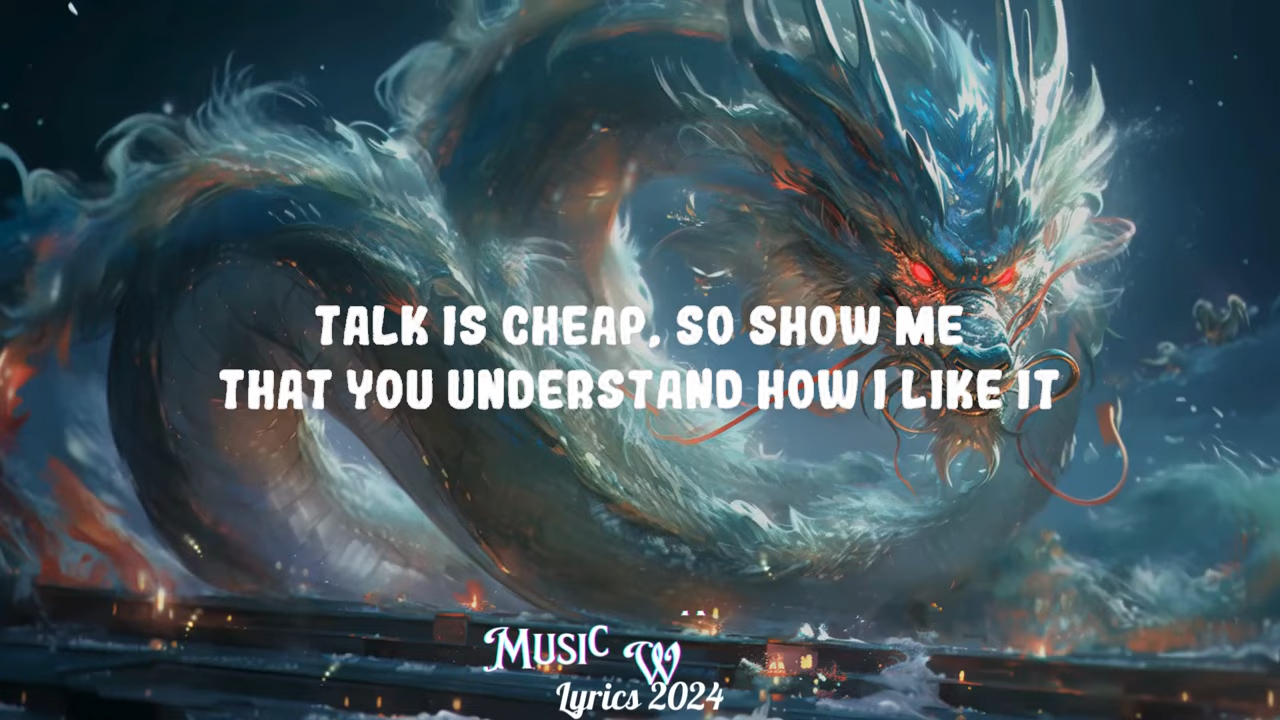 TALK IS CHEAP, SO SHOW ME
THAT YOU UNDERSTAND HOW I LIKE IT
MUSIC W
Lyrics 2024